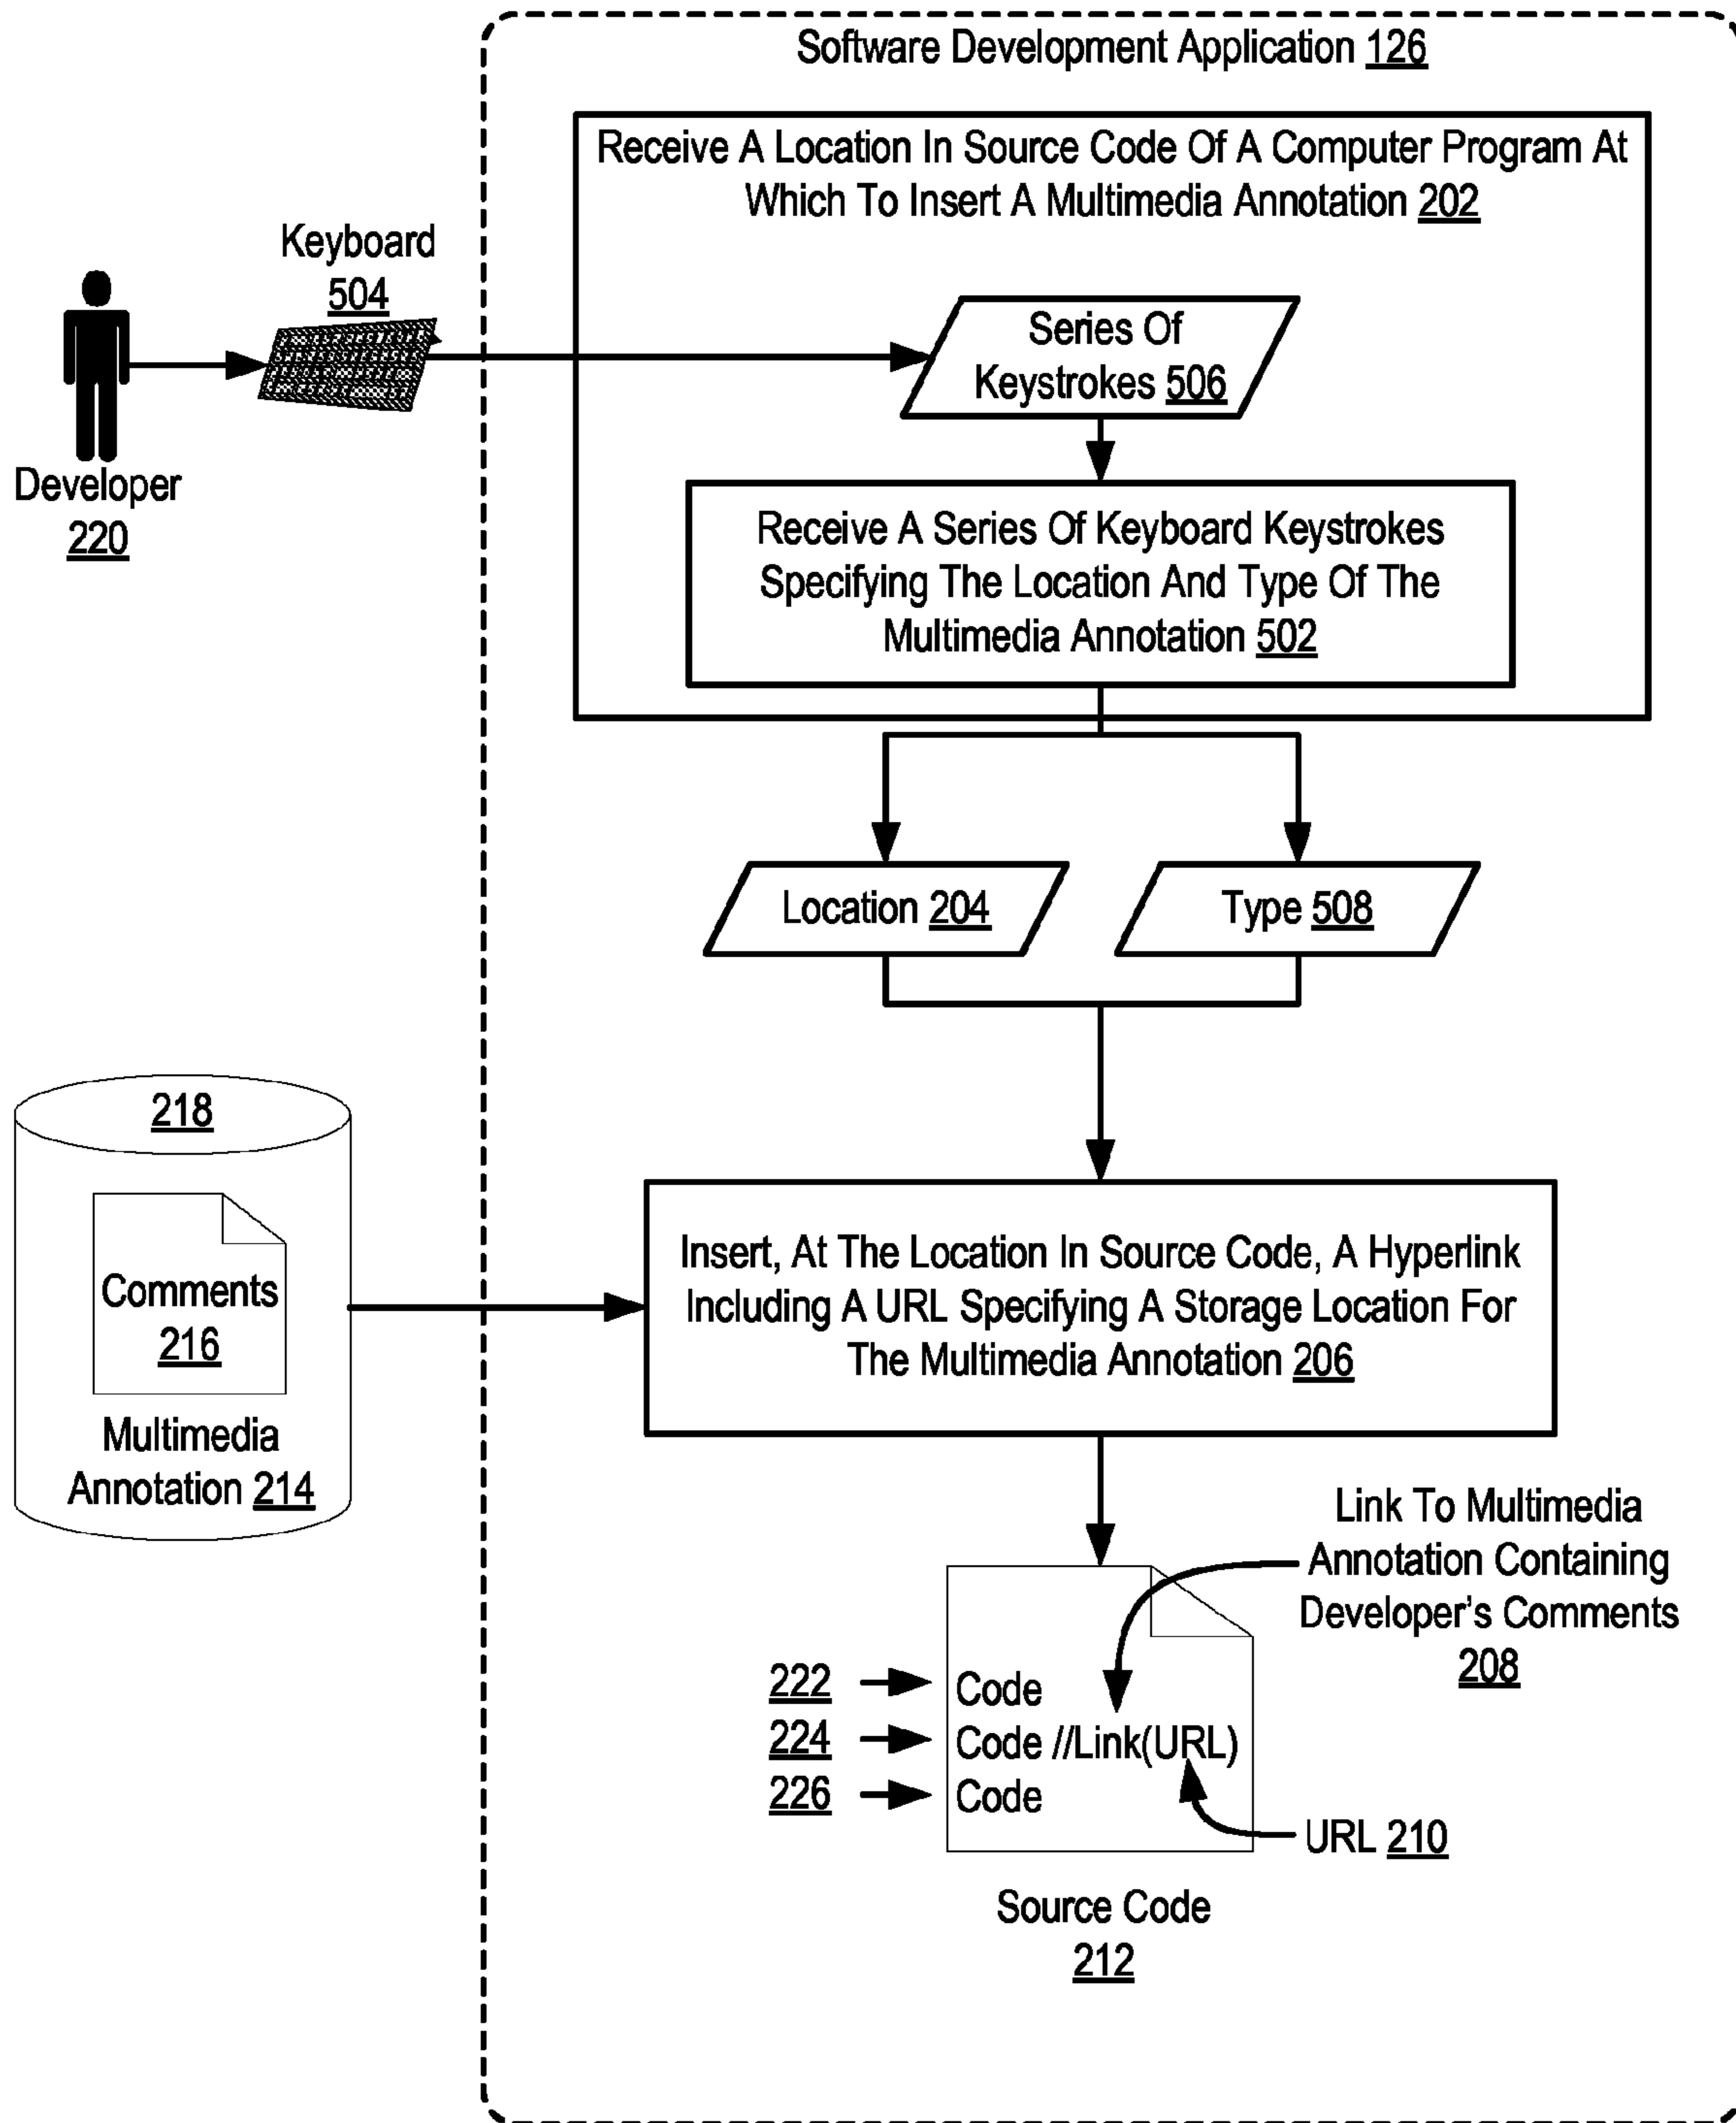 Software Development Application 126
Receive A Location In Source Code Of A Computer Program At
Which To Insert A Multimedia Annotation 202
Keyboard
504
Series Of
Keystrokes 506
Developer
220
Receive A Series Of Keyboard Keystrokes
Specifying The Location And Type Of The
Multimedia Annotation 502
Location 204
Type 508
218
Comments
216
Multimedia
Annotation 214
Insert, At The Location In Source Code, A Hyperlink
Including A URL Specifying A Storage Location For
The Multimedia Annotation 206
Link To Multimedia
Annotation Containing
Developer's Comments
208
222
Code
224
Code //Link(URL)
226
Code
URL 210
Source Code
212